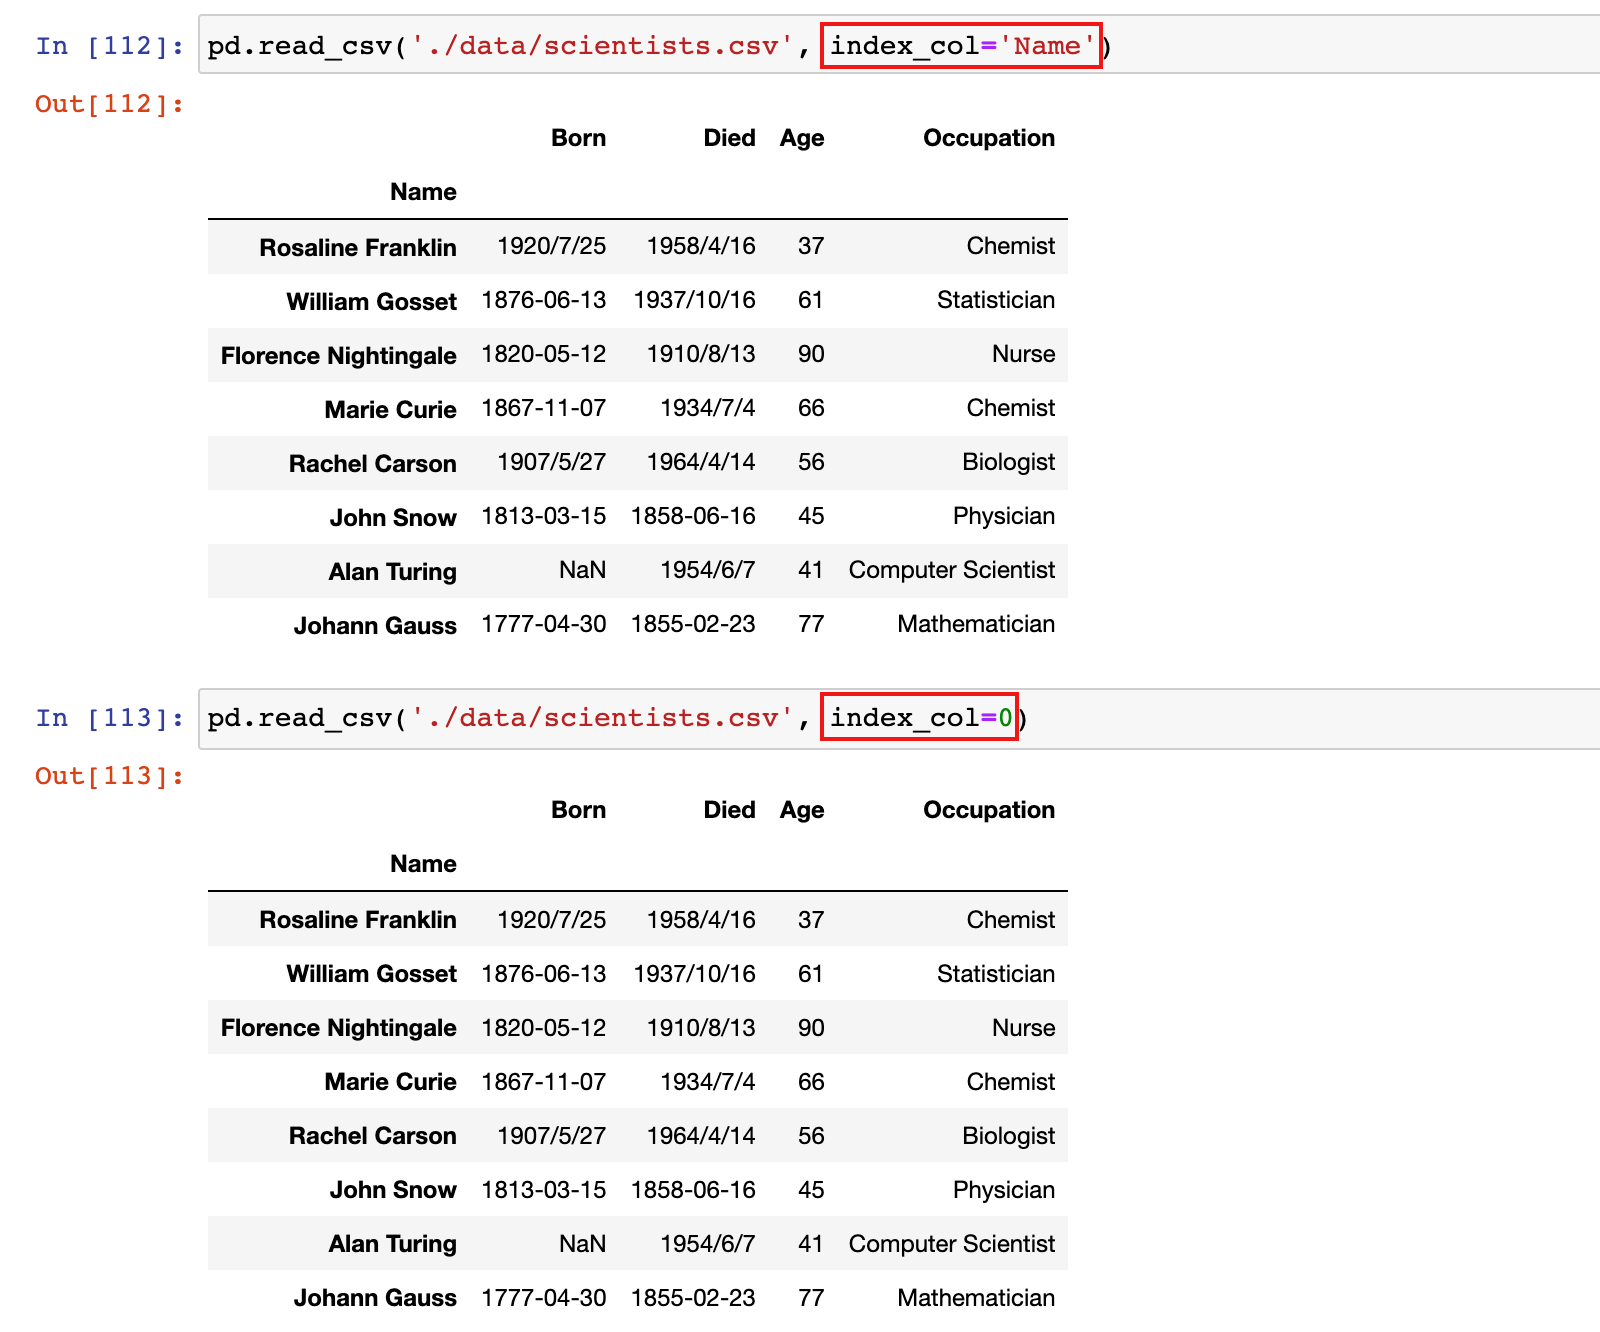 In [112]: pd.read_csv('./data/scientists.csv', index_col='Name')
Out[112]:
Born Died Age Occupation
Name
Rosaline Franklin 1920/7/25 1958/4/16 37 Chemist
William Gosset 1876-06-13 1937/10/16 61 Statistician
Florence Nightingale 1820-05-12 1910/8/13 90 Nurse
Marie Curie 1867-11-07 1934/7/4 66 Chemist
Rachel Carson 1907/5/27 1964/4/14 56 Biologist
John Snow 1813-03-15 1858-06-16 45 Physician
Alan Turing NaN 1954/6/7 41 Computer Scientist
Johann Gauss 1777-04-30 1855-02-23 77 Mathematician
In [113]: pd.read_csv('./data/scientists.csv', index_col=0)
Out[113]:
Born Died Age Occupation
Name
Rosaline Franklin 1920/7/25 1958/4/16 37 Chemist
William Gosset 1876-06-13 1937/10/16 61 Statistician
Florence Nightingale 1820-05-12 1910/8/13 90 Nurse
Marie Curie 1867-11-07 1934/7/4 66 Chemist
Rachel Carson 1907/5/27 1964/4/14 56 Biologist
John Snow 1813-03-15 1858-06-16 45 Physician
Alan Turing NaN 1954/6/7 41 Computer Scientist
Johann Gauss 1777-04-30 1855-02-23 77 Mathematician